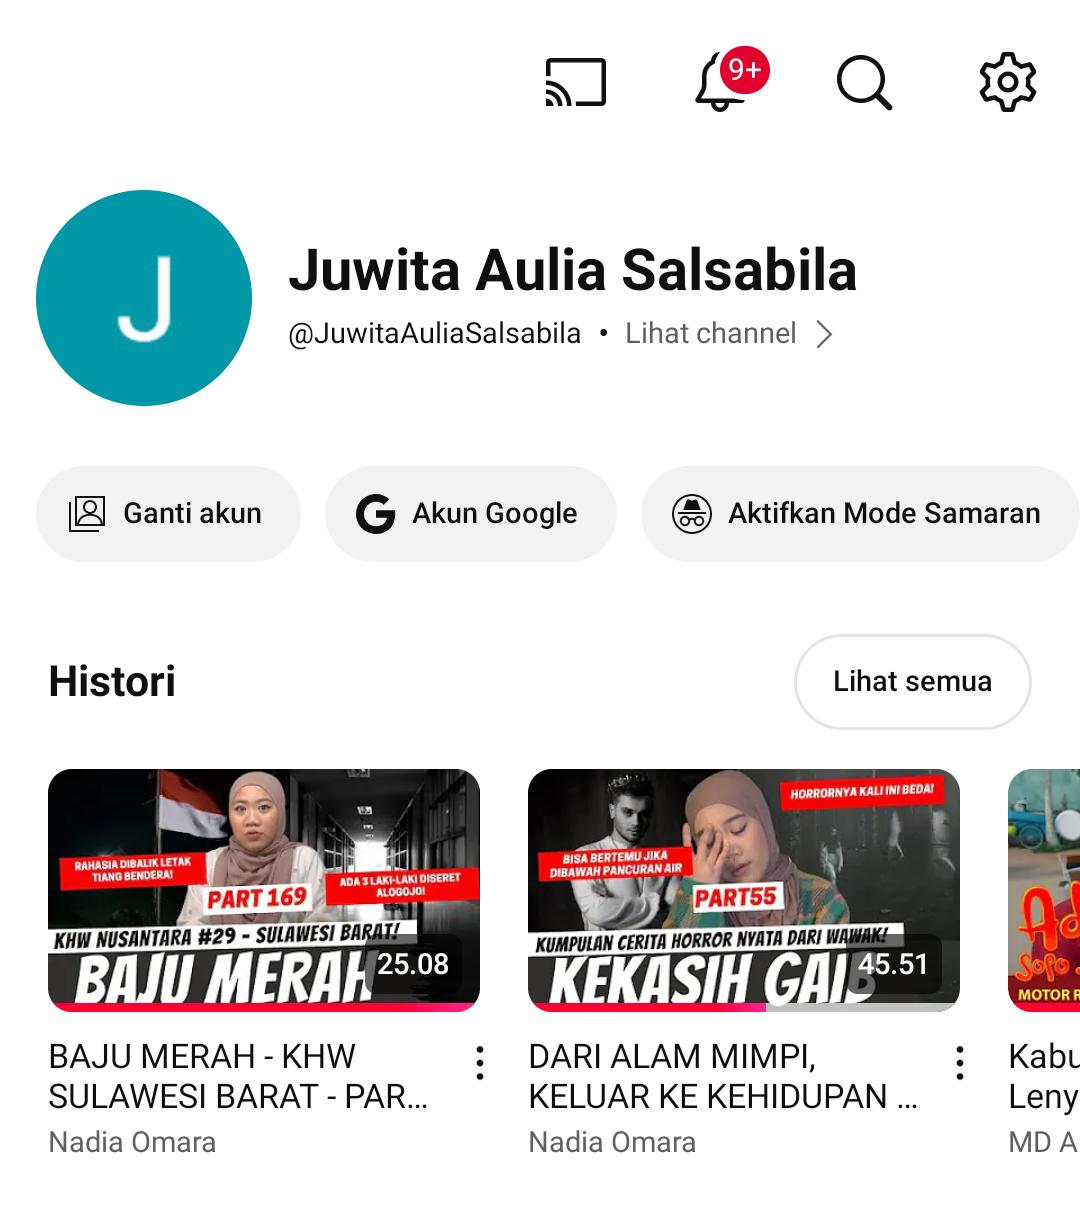 9+
J
Juwita Aulia Salsabila
@JuwitaAuliaSalsabila • Lihat channel
Ganti akun
Akun Google
Aktifkan Mode Samaran
Histori
Lihat semua
RAHASIA DIBALIK LETAK
TIANG BENDERA!
PART 169
ADA 3 LAKI-LAKI DISERET
ALOGOJO!
KHW NUSANTARA #29 - SULAWESI BARAT!
BAJU MERAH
25.08
HORRORNYA KALI INI BEDA!
BISA BERTEMU JIKA
DIBAWAH PANCURAN AIR
PART55
KUMPULAN CERITA HORROR NYATA DARI WAWAK!
KEKASIH GAIB
45.51
Ad
Sopo
MOTOR R
BAJU MERAH - KHW
SULAWESI BARAT - PAR...
Nadia Omara
DARI ALAM MIMPI,
KELUAR KE KEHIDUPAN ...
Nadia Omara
Kabu
Leny
MD A